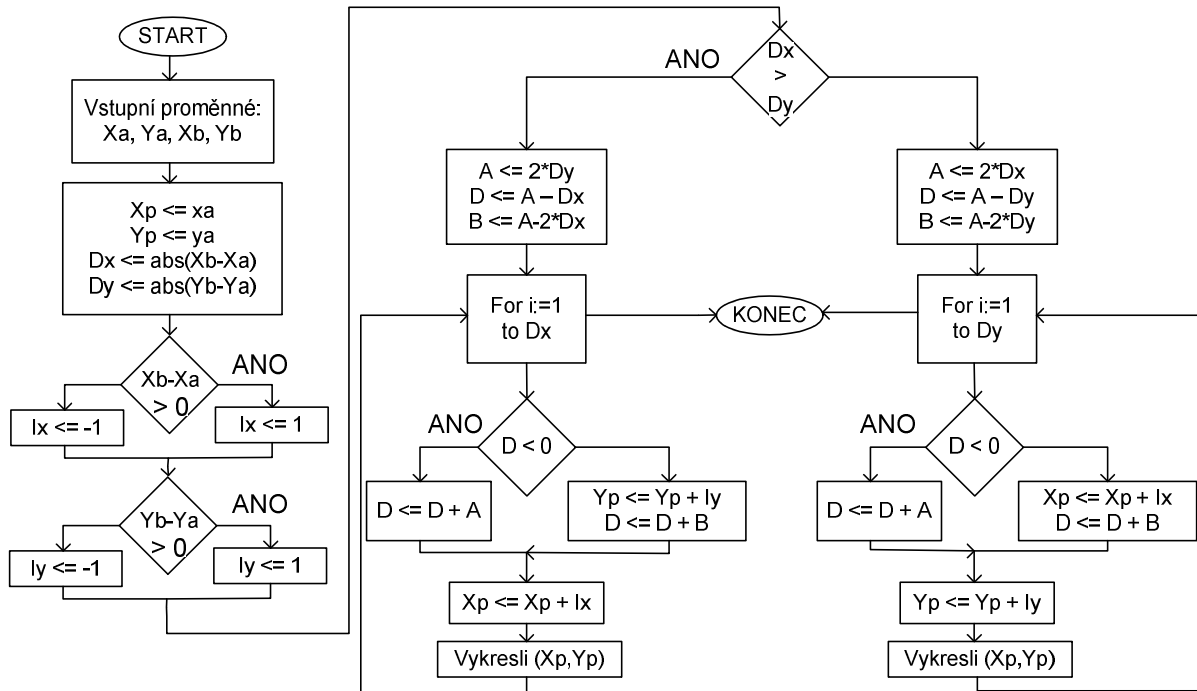 START
Vstupní proměnné:
Xa, Ya, Xb, Yb
Xp <= xa
Yp <= ya
Dx <= abs(Xb-Xa)
Dy <= abs(Yb-Ya)
Xb-Xa
> 0
ANO
Ix <= -1
Ix <= 1
Yb-Ya
> 0
ANO
Iy <= -1
Iy <= 1
Dx
>
Dy
ANO
A <= 2*Dy
D <= A – Dx
B <= A-2*Dx
For i:=1
to Dx
D < 0
ANO
D <= D + A
Yp <= Yp + Iy
D <= D + B
Xp <= Xp + Ix
Vykresli (Xp,Yp)
KONEC
A <= 2*Dx
D <= A – Dy
B <= A-2*Dy
For i:=1
to Dy
D < 0
ANO
D <= D + A
Xp <= Xp + Ix
D <= D + B
Yp <= Yp + Iy
Vykresli (Xp,Yp)